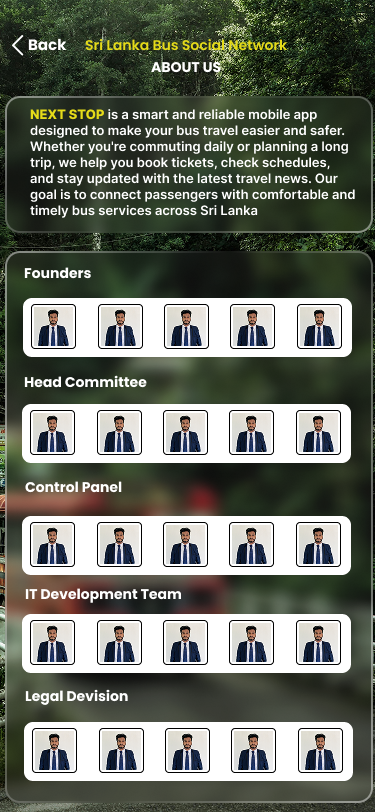 Back
Sri Lanka Bus Social Network
ABOUT US
NEXT STOP is a smart and reliable mobile app
designed to make your bus travel easier and safer.
Whether you're commuting daily or planning a long
trip, we help you book tickets, check schedules,
and stay updated with the latest travel news. Our
goal is to connect passengers with comfortable and
timely bus services across Sri Lanka
Founders
Head Committee
Control Panel
IT Development Team
Legal Devision